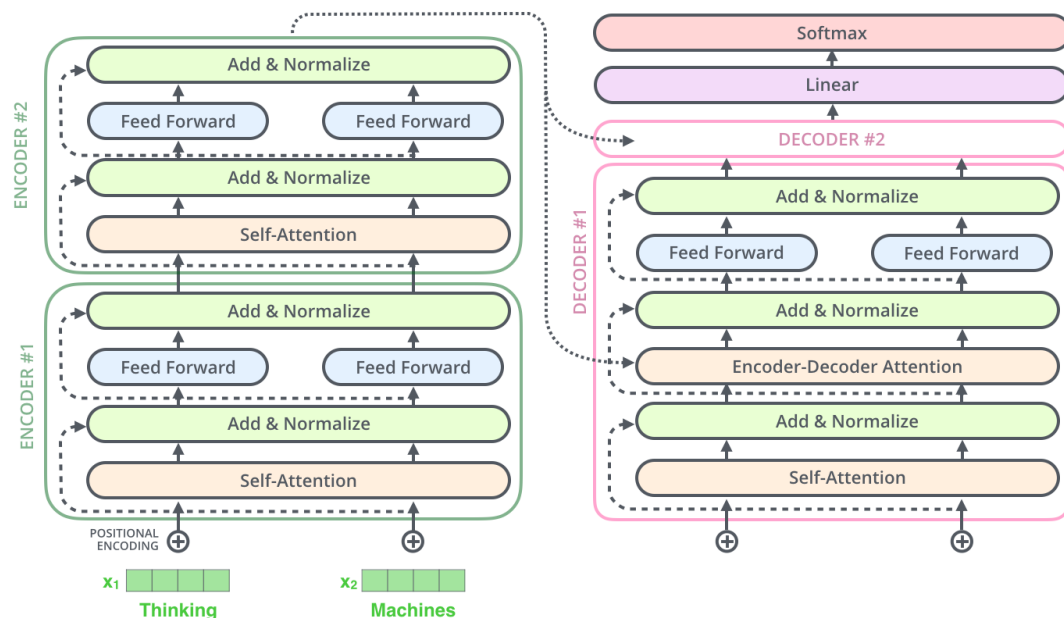 ENCODER #2
Add & Normalize
Feed Forward
Feed Forward
Add & Normalize
Self-Attention
ENCODER #1
Add & Normalize
Feed Forward
Feed Forward
Add & Normalize
Self-Attention
POSITIONAL
ENCODING
x₁
x₂
Thinking
Machines
Softmax
Linear
DECODER #2
DECODER #1
Add & Normalize
Feed Forward
Feed Forward
Add & Normalize
Encoder-Decoder Attention
Add & Normalize
Self-Attention